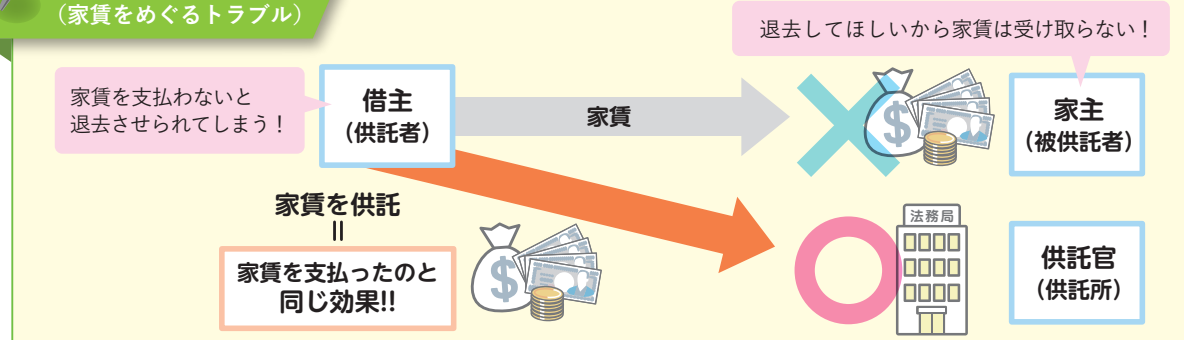 （家賃をめぐるトラブル）
退去してほしいから家賃は受け取らない！
家賃を支払わないと
退去させられてしまう！
借主
（供託者）
家賃
家主
（被供託者）
家賃を供託
＝
家賃を支払ったのと
同じ効果!!
法務局
供託官
（供託所）